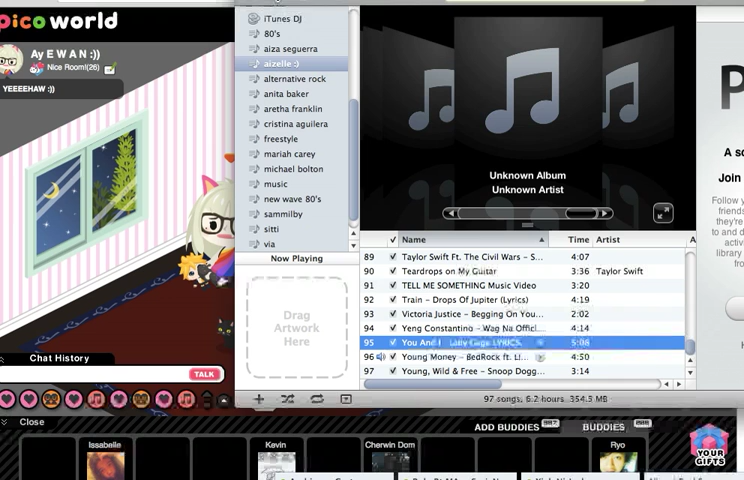 pico world
Ay E W A N :))
Nice Room!(26)
YEEEEHAW :))
Chat History
TALK
Close
ADD BUDDIES
BUDDIES
Issabelle
Kevin
Cherwin Dom
Ryo
YOUR
GIFTS
iTunes DJ
80's
aiza seguerra
aizelle :)
alternative rock
anita baker
aretha franklin
cristina aguilera
freestyle
mariah carey
michael bolton
music
new wave 80's
sammilby
sitti
via
Now Playing
Drag
Artwork
Here
Unknown Album
Unknown Artist
Name Time Artist A
89 Taylor Swift Ft. The Civil Wars – S... 4:07
90 Teardrops on My Guitar 3:36 Taylor Swift
91 TELL ME SOMETHING Music Video 3:20
92 Train – Drops Of Jupiter (Lyrics) 4:19
93 Victoria Justice – Begging On You... 2:02
94 Yeng Constantino – Wag Na Offici... 4:14
95 You And I Lady Gaga LYRICS. 5:08
96 Young Money – BedRock ft. Ll... 4:50
97 Young, Wild & Free – Snoop Dogg... 3:14
97 songs, 6.2 hours, 354.5 MB
P
A so
Join
Follow y
they're
to and d
activ
library
fro
H